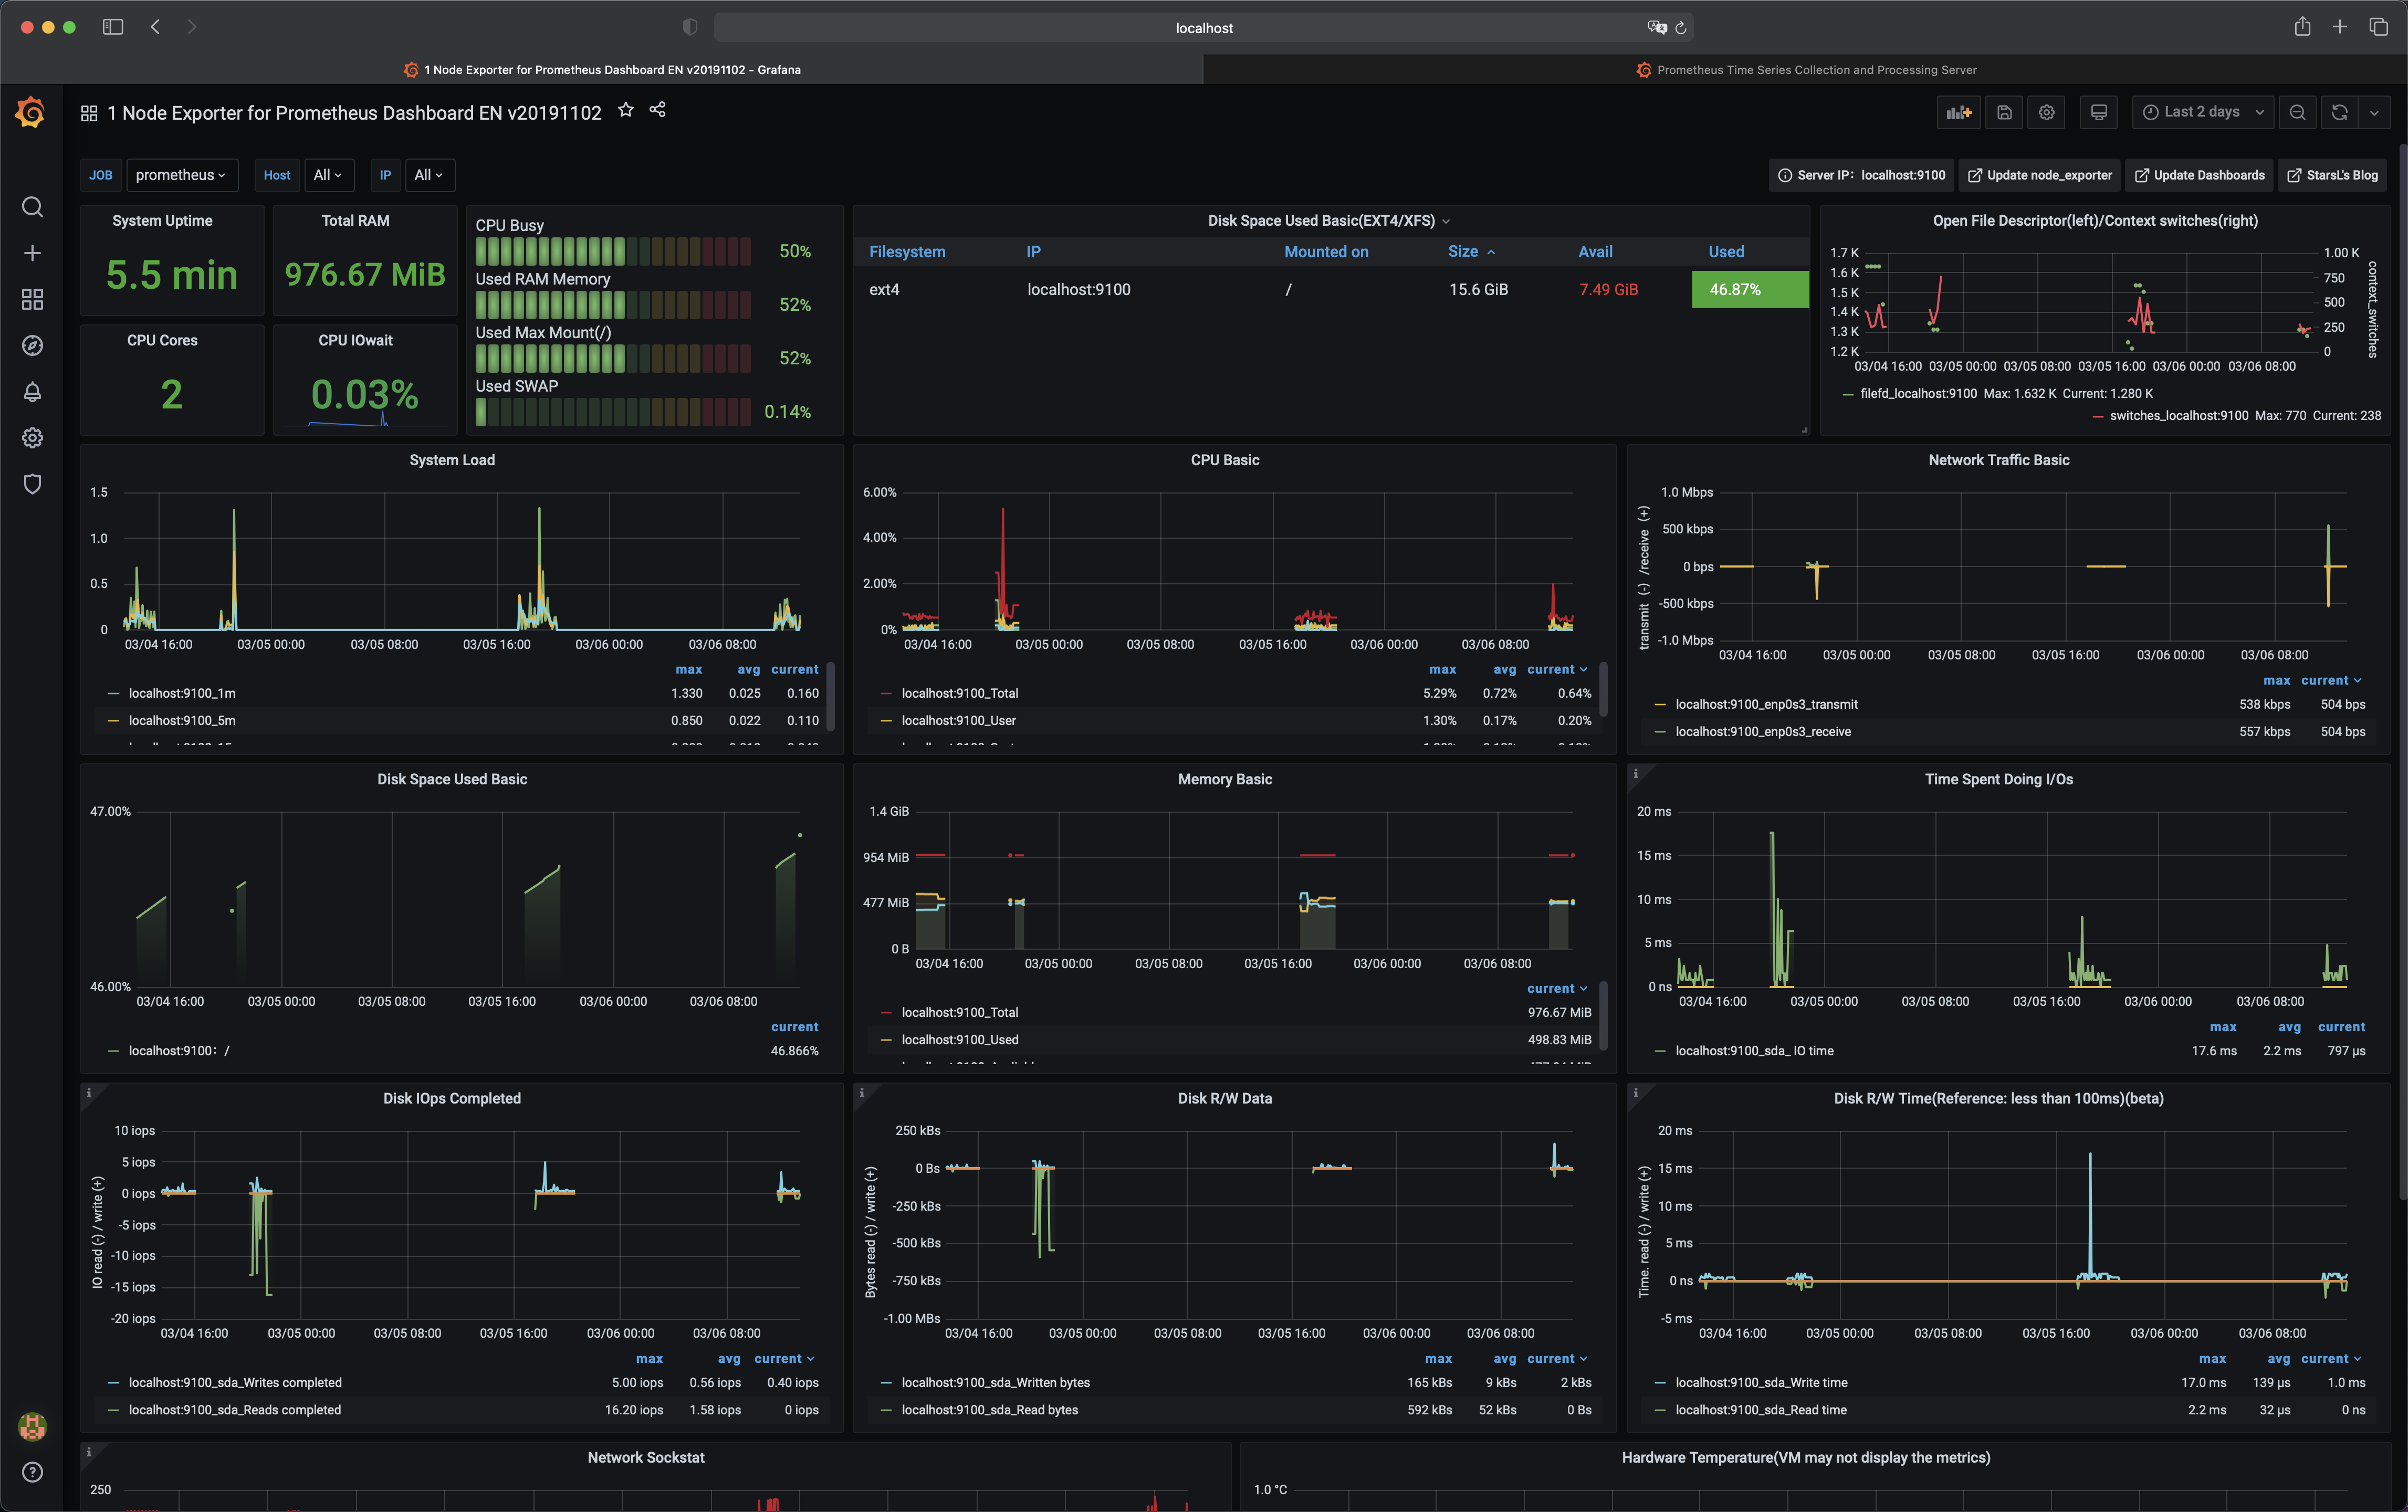 localhost
1 Node Exporter for Prometheus Dashboard EN v20191102 - Grafana
Prometheus Time Series Collection and Processing Server
1 Node Exporter for Prometheus Dashboard EN v20191102
Last 2 days
JOB prometheus Host All IP All
Server IP: localhost:9100 Update node_exporter Update Dashboards StarsL's Blog
System Uptime
5.5 min
Total RAM
976.67 MiB
CPU Cores
2
CPU IOwait
0.03%
CPU Busy
50%
Used RAM Memory
52%
Used Max Mount(/)
52%
Used SWAP
0.14%
Disk Space Used Basic(EXT4/XFS)
Filesystem IP Mounted on Size Avail Used
ext4 localhost:9100 / 15.6 GiB 7.49 GiB 46.87%
Open File Descriptor(left)/Context switches(right)
1.7 K
1.6 K
1.5 K
1.4 K
1.3 K
1.2 K
1.00 K
750
500
250
0
context_switches
03/04 16:00 03/05 00:00 03/05 08:00 03/05 16:00 03/06 00:00 03/06 08:00
filefd_localhost:9100 Max: 1.632 K Current: 1.280 K
switches_localhost:9100 Max: 770 Current: 238
System Load
1.5
1.0
0.5
0
03/04 16:00 03/05 00:00 03/05 08:00 03/05 16:00 03/06 00:00 03/06 08:00
max avg current
localhost:9100_1m 1.330 0.025 0.160
localhost:9100_5m 0.850 0.022 0.110
CPU Basic
6.00%
4.00%
2.00%
0%
03/04 16:00 03/05 00:00 03/05 08:00 03/05 16:00 03/06 00:00 03/06 08:00
max avg current
localhost:9100_Total 5.29% 0.72% 0.64%
localhost:9100_User 1.30% 0.17% 0.20%
Network Traffic Basic
transmit (-) /receive (+)
1.0 Mbps
500 kbps
0 bps
-500 kbps
-1.0 Mbps
03/04 16:00 03/05 00:00 03/05 08:00 03/05 16:00 03/06 00:00 03/06 08:00
max current
localhost:9100_enp0s3_transmit 538 kbps 504 bps
localhost:9100_enp0s3_receive 557 kbps 504 bps
Disk Space Used Basic
47.00%
46.00%
03/04 16:00 03/05 00:00 03/05 08:00 03/05 16:00 03/06 00:00 03/06 08:00
current
localhost:9100: / 46.866%
Memory Basic
1.4 GiB
954 MiB
477 MiB
0 B
03/04 16:00 03/05 00:00 03/05 08:00 03/05 16:00 03/06 00:00 03/06 08:00
current
localhost:9100_Total 976.67 MiB
localhost:9100_Used 498.83 MiB
Time Spent Doing I/Os
20 ms
15 ms
10 ms
5 ms
0 ns
03/04 16:00 03/05 00:00 03/05 08:00 03/05 16:00 03/06 00:00 03/06 08:00
max avg current
localhost:9100_sda_ IO time 17.6 ms 2.2 ms 797 µs
Disk IOps Completed
IO read (-) / write (+)
10 iops
5 iops
0 iops
-5 iops
-10 iops
-15 iops
-20 iops
03/04 16:00 03/05 00:00 03/05 08:00 03/05 16:00 03/06 00:00 03/06 08:00
max avg current
localhost:9100_sda_Writes completed 5.00 iops 0.56 iops 0.40 iops
localhost:9100_sda_Reads completed 16.20 iops 1.58 iops 0 iops
Disk R/W Data
Bytes read (-) / write (+)
250 kBs
0 Bs
-250 kBs
-500 kBs
-750 kBs
-1.00 MBs
03/04 16:00 03/05 00:00 03/05 08:00 03/05 16:00 03/06 00:00 03/06 08:00
max avg current
localhost:9100_sda_Written bytes 165 kBs 9 kBs 2 kBs
localhost:9100_sda_Read bytes 592 kBs 52 kBs 0 Bs
Disk R/W Time(Reference: less than 100ms)(beta)
Time. read (-) / write (+)
20 ms
15 ms
10 ms
5 ms
0 ns
-5 ms
03/04 16:00 03/05 00:00 03/05 08:00 03/05 16:00 03/06 00:00 03/06 08:00
max avg current
localhost:9100_sda_Write time 17.0 ms 139 µs 1.0 ms
localhost:9100_sda_Read time 2.2 ms 32 µs 0 ns
Network Sockstat
250
Hardware Temperature(VM may not display the metrics)
1.0 °C